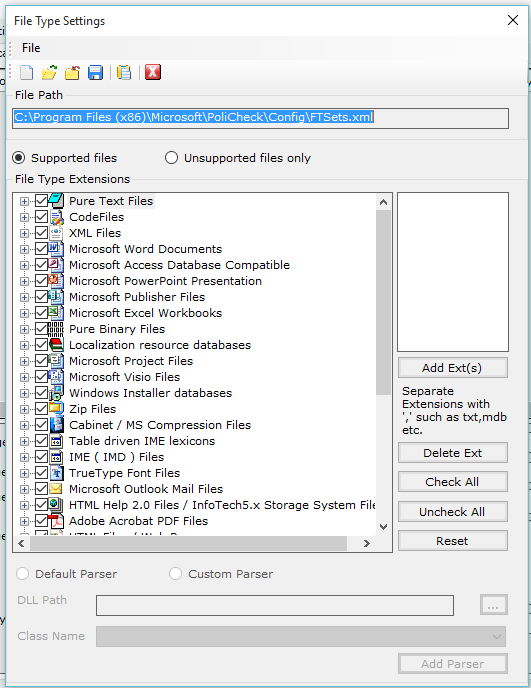 File Type Settings
File
File Path
C:\Program Files (x86)\Microsoft\PoliCheck\Config\FTSets.xml
Supported files
Unsupported files only
File Type Extensions
Pure Text Files
CodeFiles
XML Files
Microsoft Word Documents
Microsoft Access Database Compatible
Microsoft PowerPoint Presentation
Microsoft Publisher Files
Microsoft Excel Workbooks
Pure Binary Files
Localization resource databases
Microsoft Project Files
Microsoft Visio Files
Windows Installer databases
Zip Files
Cabinet / MS Compression Files
Table driven IME lexicons
IME ( IMD ) Files
TrueType Font Files
Microsoft Outlook Mail Files
HTML Help 2.0 Files / InfoTech5.x Storage System File
Adobe Acrobat PDF Files
Add Ext(s)
Separate
Extensions with
',' such as txt,mdb
etc.
Delete Ext
Check All
Uncheck All
Reset
Default Parser
Custom Parser
DLL Path
...
Class Name
Add Parser